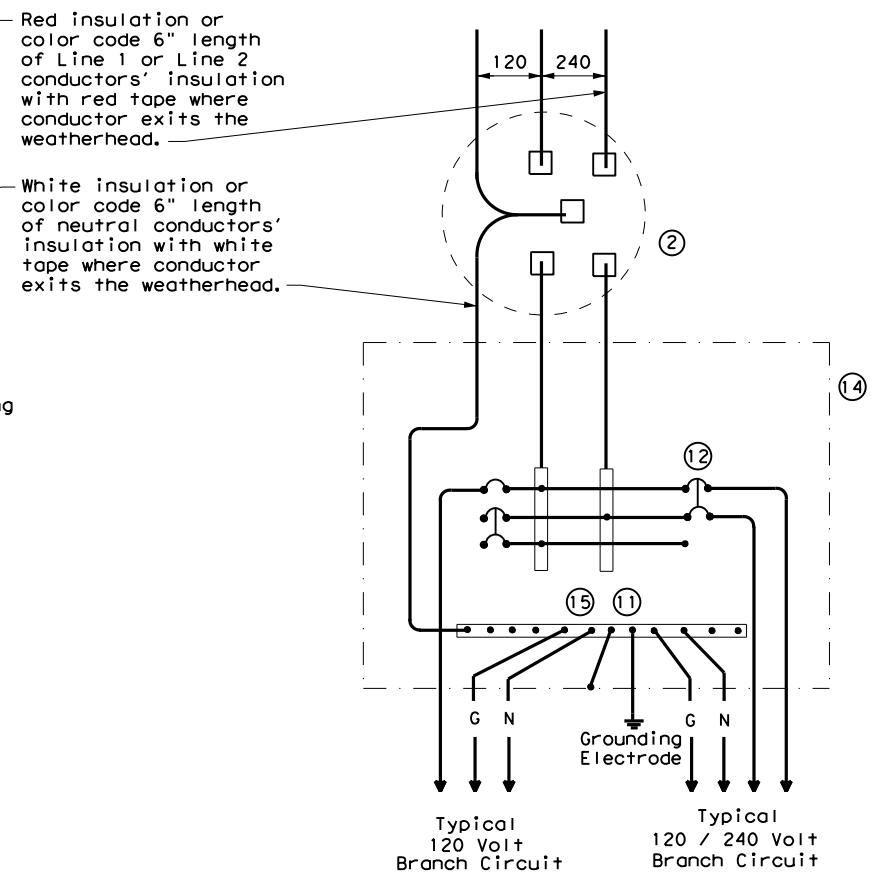 Red insulation or
color code 6" length
of Line 1 or Line 2
conductors' insulation
with red tape where
conductor exits the
weatherhead.
White insulation or
color code 6" length
of neutral conductors'
insulation with white
tape where conductor
exits the weatherhead.
120
240
2
14
12
15
11
G
N
Grounding
Electrode
G
N
Typical
120 Volt
Branch Circuit
Typical
120 / 240 Volt
Branch Circuit